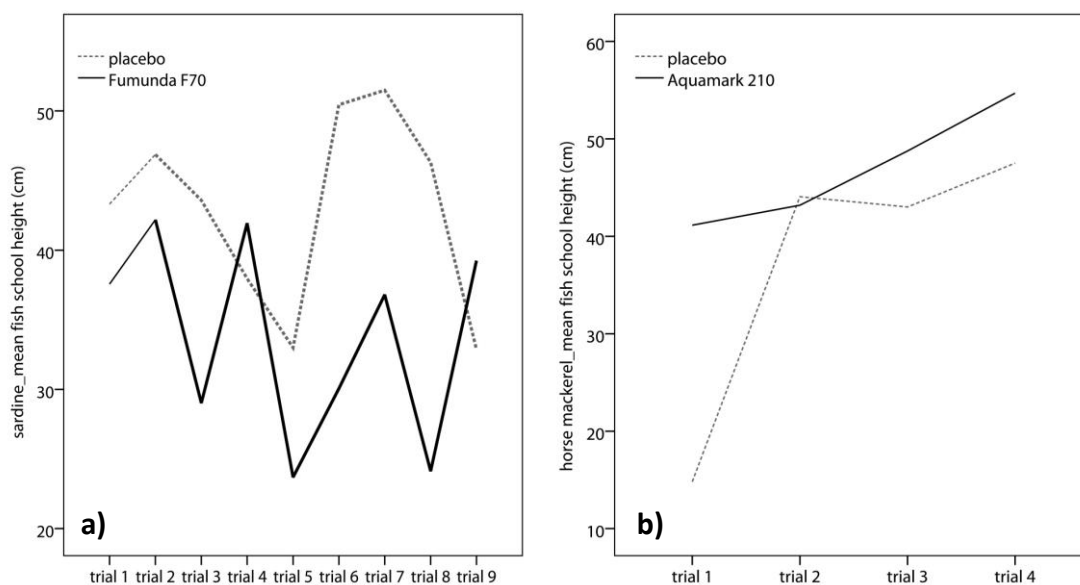 placebo
Fumunda F70
sardine_mean fish school height (cm)
50
40
30
20
a)
trial 1 trial 2 trial 3 trial 4 trial 5 trial 6 trial 7 trial 8 trial 9
placebo
Aquamark 210
horse mackerel_mean fish school height (cm)
60
50
40
30
20
10
b)
trial 1 trial 2 trial 3 trial 4